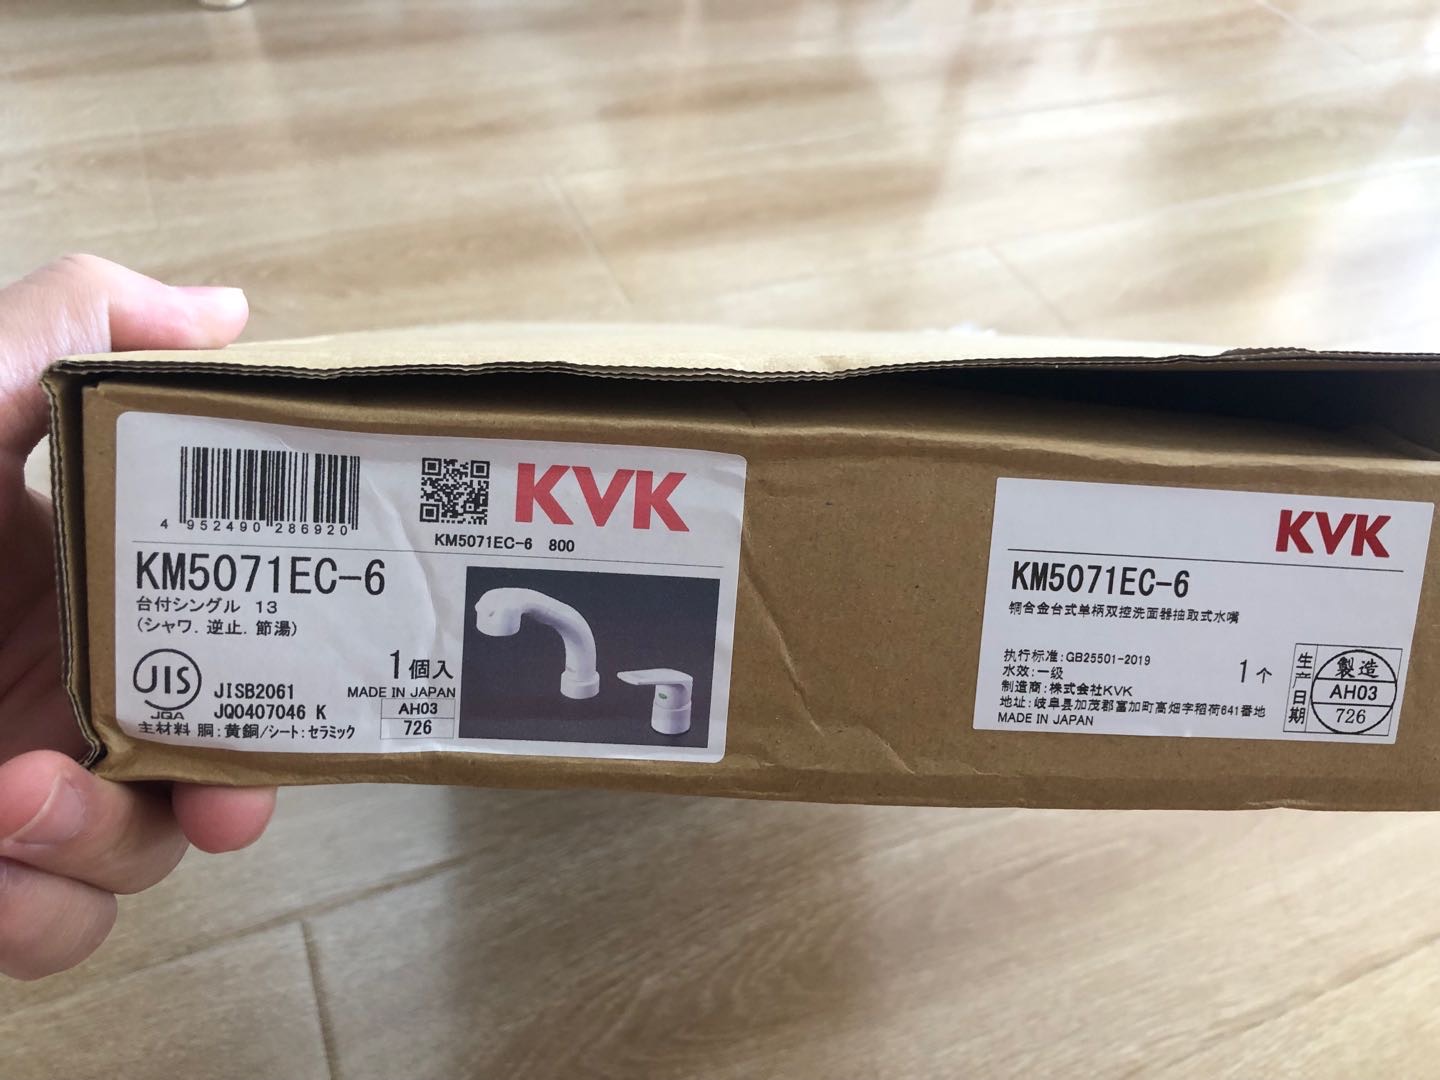 4 952490 286920
KVK
KM5071EC-6 800
KM5071EC-6
台付シングル 13
(シャワ. 逆止. 節湯)
1個入
MADE IN JAPAN
JIS
JQA
JISB2061
JQ0407046 K
AH03
726
主材料 胴:黄銅/シート:セラミック
KVK
KM5071EC-6
铜合金台式单柄双控洗面器抽取式水嘴
执行标准:GB25501-2019
水效:一级
制造商:株式会社KVK
地址:岐阜县加茂郡富加町高畑字稻荷641番地
MADE IN JAPAN
1个
生产日期
製造
AH03
726